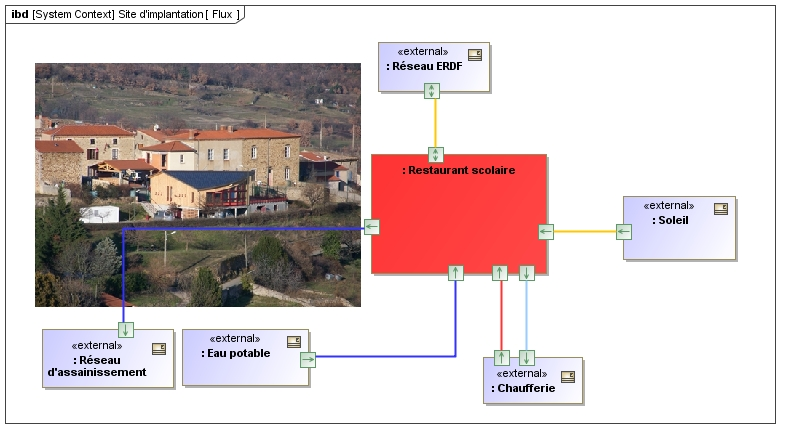 ibd [System Context] Site d'implantation [ Flux ]
«external»
: Réseau ERDF
: Restaurant scolaire
«external»
: Soleil
«external»
: Réseau
d'assainissement
«external»
: Eau potable
«external»
: Chaufferie